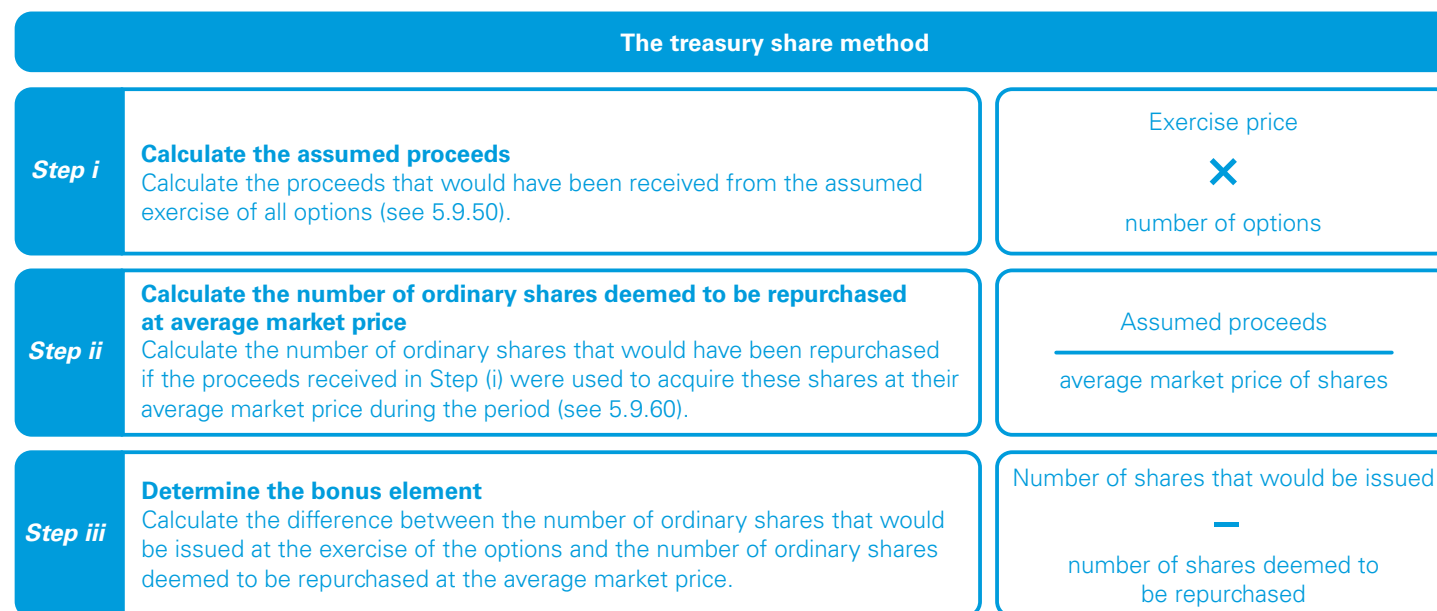 The treasury share method
Step i
Calculate the assumed proceeds
Calculate the proceeds that would have been received from the assumed
exercise of all options (see 5.9.50).
Exercise price
×
number of options
Step ii
Calculate the number of ordinary shares deemed to be repurchased
at average market price
Calculate the number of ordinary shares that would have been repurchased
if the proceeds received in Step (i) were used to acquire these shares at their
average market price during the period (see 5.9.60).
Assumed proceeds
average market price of shares
Step iii
Determine the bonus element
Calculate the difference between the number of ordinary shares that would
be issued at the exercise of the options and the number of ordinary shares
deemed to be repurchased at the average market price.
Number of shares that would be issued
–
number of shares deemed to
be repurchased